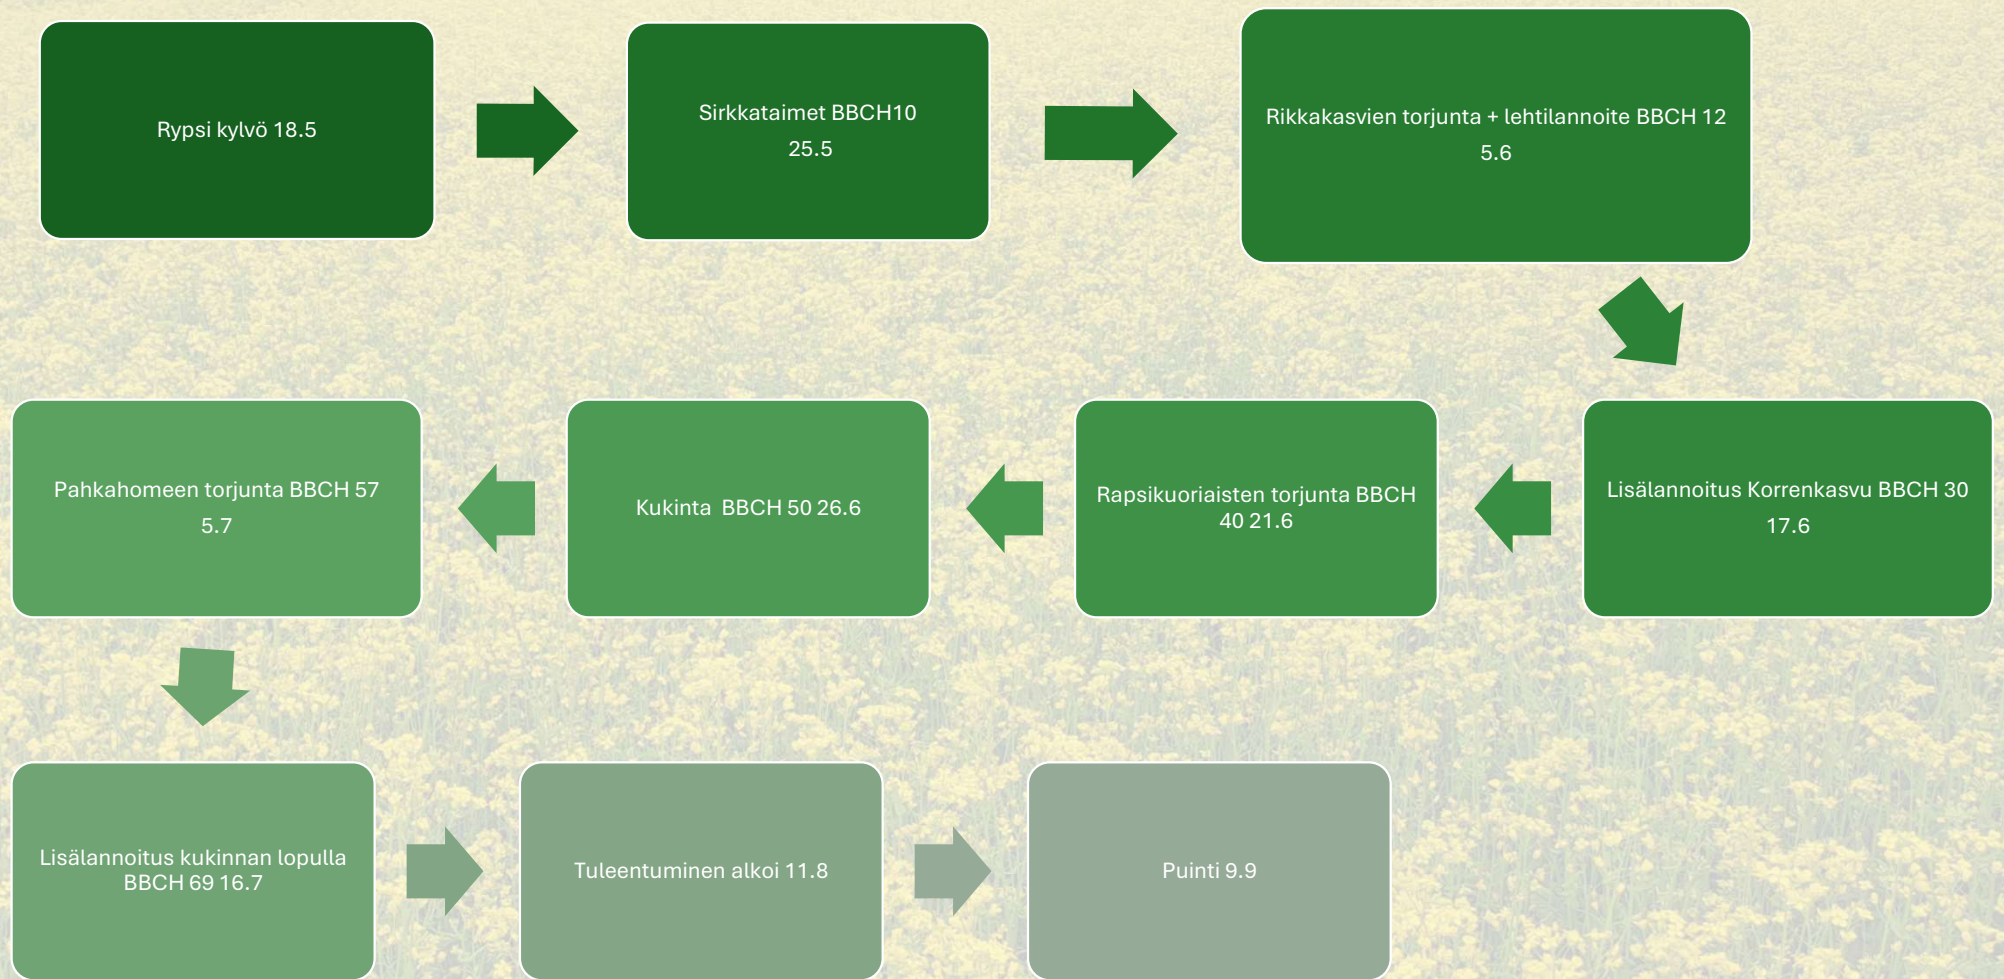 Rypsi kylvö 18.5
Sirkkataimet BBCH10
25.5
Rikkakasvien torjunta + lehtilannoite BBCH 12
5.6
Lisälannoitus Korrenkasvu BBCH 30
17.6
Rapsikuoriaisten torjunta BBCH
40 21.6
Kukinta  BBCH 50 26.6
Pahkahomeen torjunta BBCH 57
5.7
Lisälannoitus kukinnan lopulla
BBCH 69 16.7
Tuleentuminen alkoi 11.8
Puinti 9.9